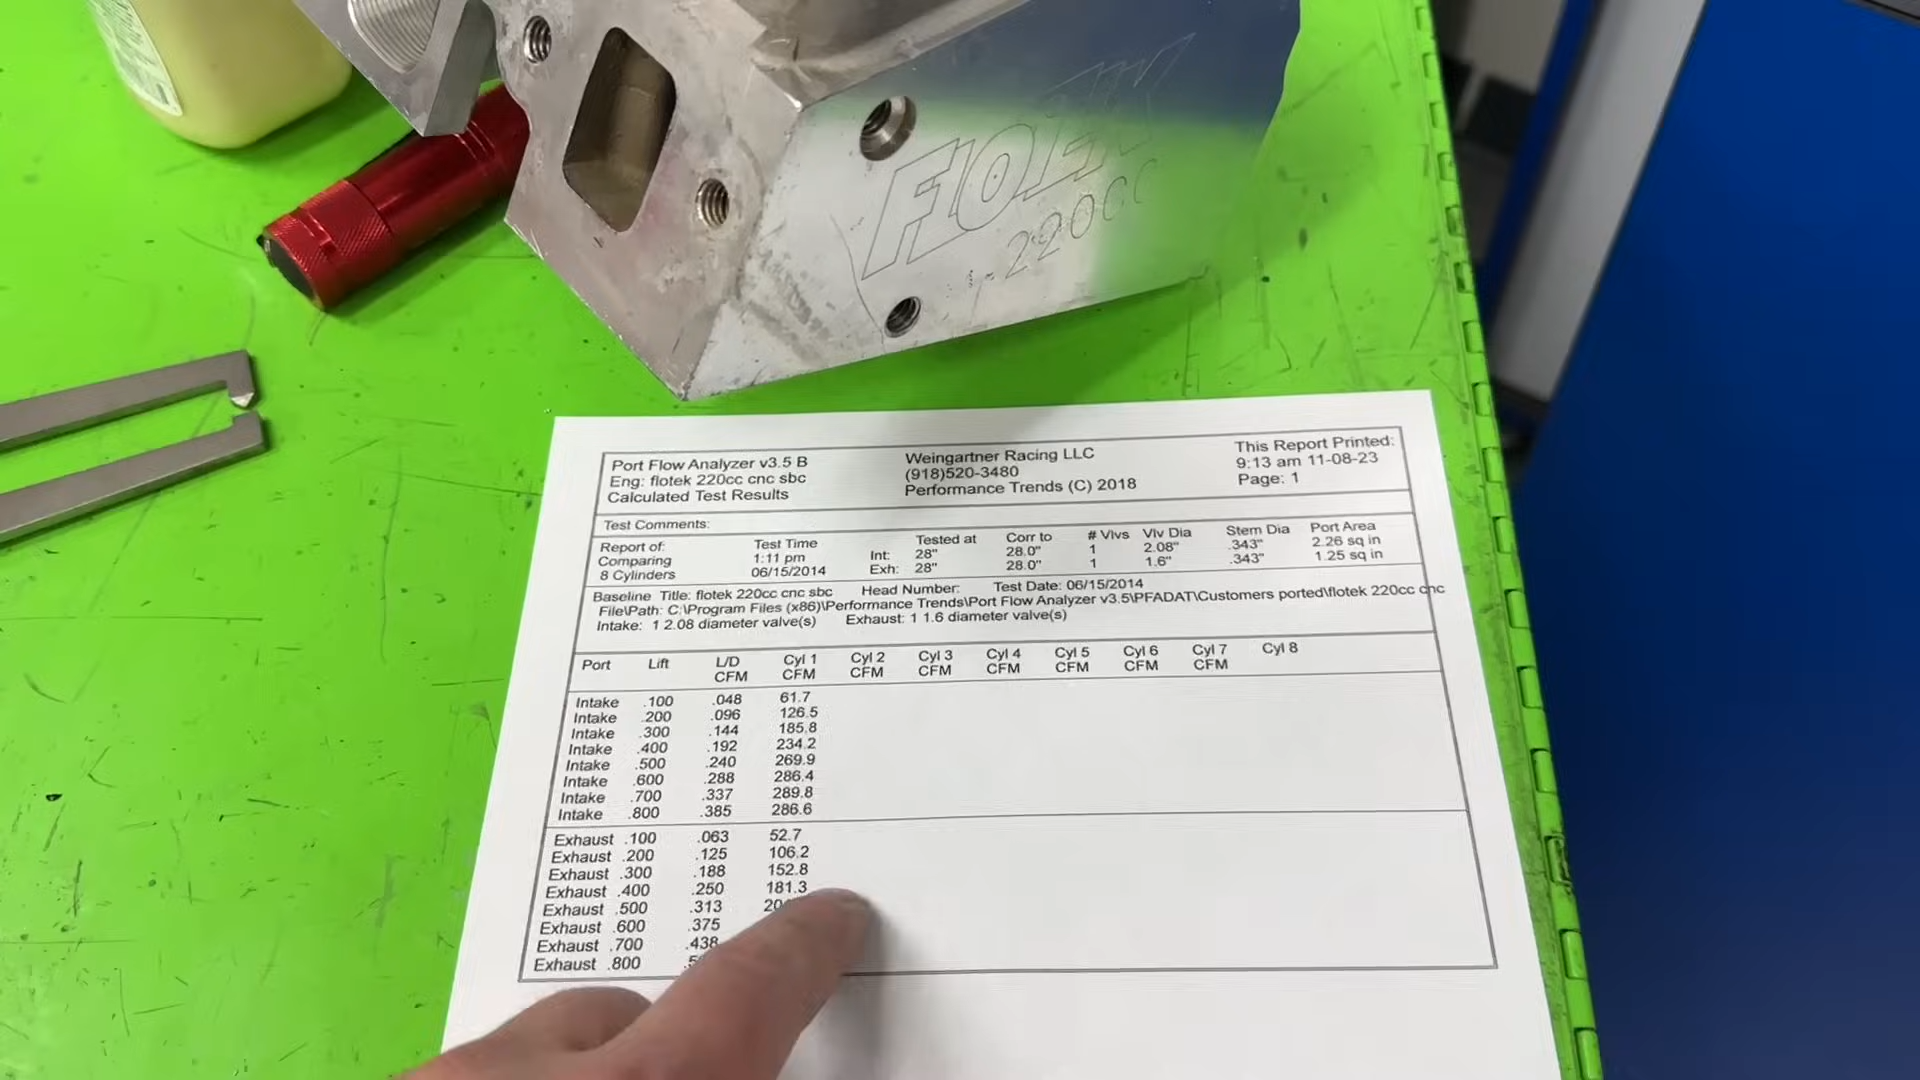 FLOTEK
220CC
Port Flow Analyzer v3.5 B Weingartner Racing LLC This Report Printed:
Eng: flotek 220cc cnc sbc (918)520-3480 9:13 am 11-08-23
Calculated Test Results Performance Trends (C) 2018 Page: 1
Test Comments:
Report of: Test Time Tested at Corr to # Vlvs Vlv Dia Stem Dia Port Area
Comparing 1:11 pm Int: 28" 28.0" 1 2.08" .343" 2.26 sq in
8 Cylinders 06/15/2014 Exh: 28" 28.0" 1 1.6" .343" 1.25 sq in
Baseline Title: flotek 220cc cnc sbc Head Number: Test Date: 06/15/2014
File\Path: C:\Program Files (x86)\Performance Trends\Port Flow Analyzer v3.5\PFADAT\Customers ported\flotek 220cc cnc
Intake: 1 2.08 diameter valve(s) Exhaust: 1 1.6 diameter valve(s)
Port Lift L/D Cyl 1 Cyl 2 Cyl 3 Cyl 4 Cyl 5 Cyl 6 Cyl 7 Cyl 8
CFM CFM CFM CFM CFM CFM CFM CFM
Intake .100 .048 61.7
Intake .200 .096 126.5
Intake .300 .144 185.8
Intake .400 .192 234.2
Intake .500 .240 269.9
Intake .600 .288 286.4
Intake .700 .337 289.8
Intake .800 .385 286.6
Exhaust .100 .063 52.7
Exhaust .200 .125 106.2
Exhaust .300 .188 152.8
Exhaust .400 .250 181.3
Exhaust .500 .313
Exhaust .600 .375
Exhaust .700 .438
Exhaust .800